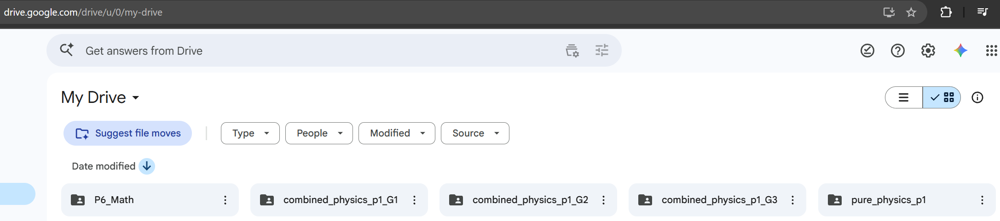 drive.google.com/drive/u/0/my-drive
Get answers from Drive
My Drive
Suggest file moves
Type
People
Modified
Source
Date modified
P6_Math
combined_physics_p1_G1
combined_physics_p1_G2
combined_physics_p1_G3
pure_physics_p1